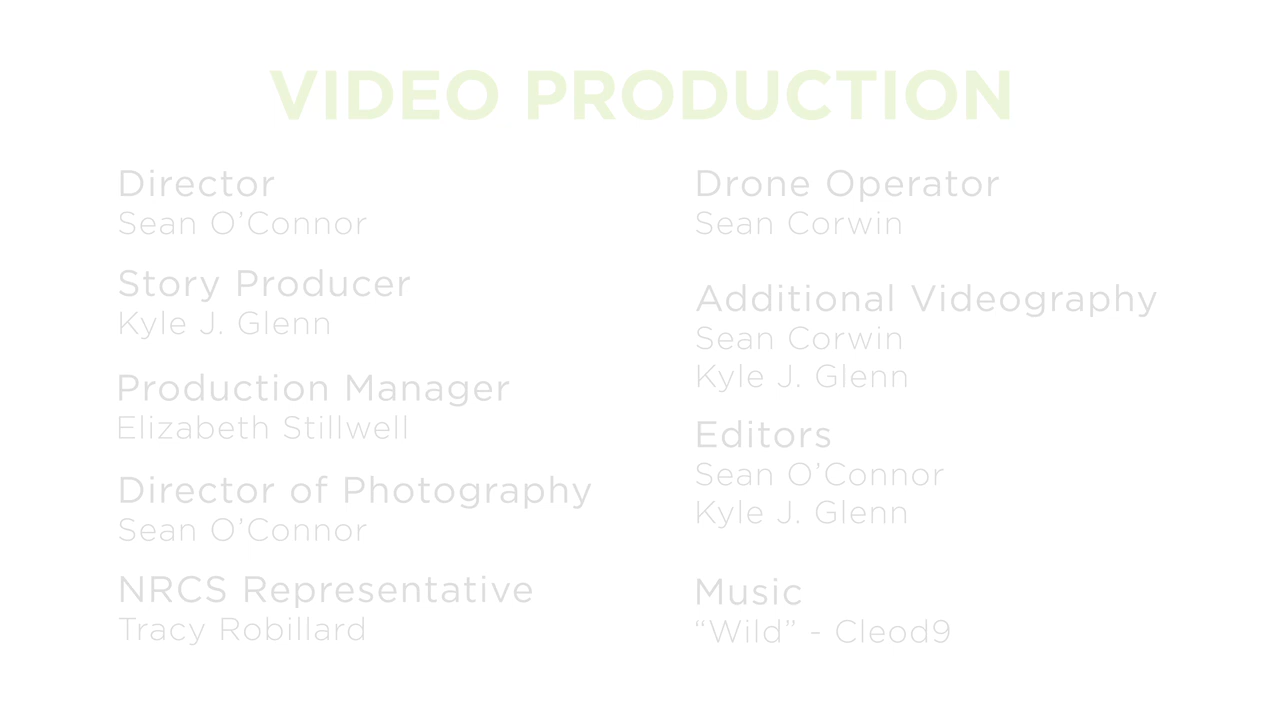 VIDEO PRODUCTION
Director
Sean O’Connor
Story Producer
Kyle J. Glenn
Production Manager
Elizabeth Stillwell
Director of Photography
Sean O’Connor
NRCS Representative
Tracy Robillard
Drone Operator
Sean Corwin
Additional Videography
Sean Corwin
Kyle J. Glenn
Editors
Sean O’Connor
Kyle J. Glenn
Music
“Wild” - Cleod9